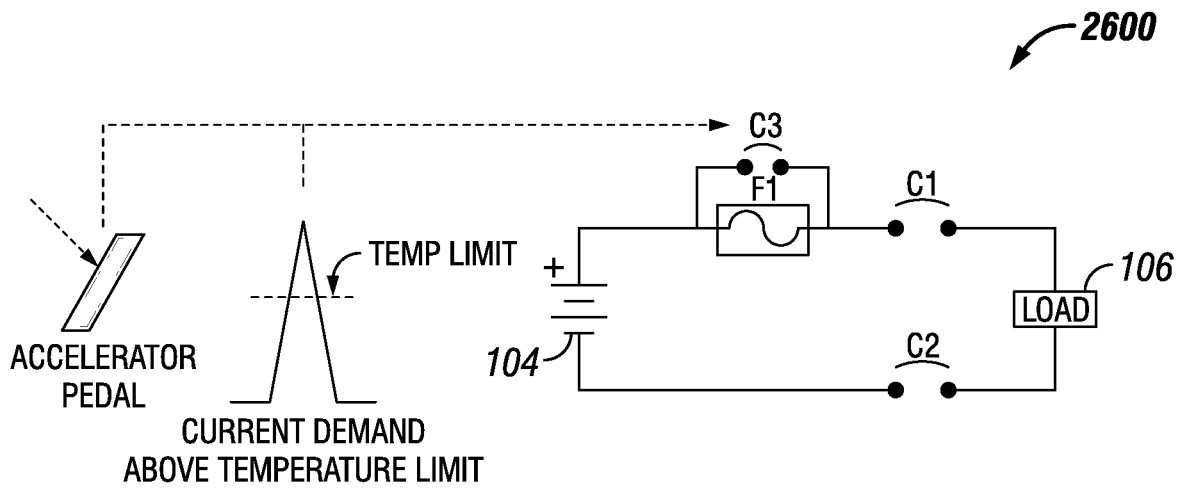 2600
C3
F1
C1
TEMP LIMIT
+
106
LOAD
ACCELERATOR
PEDAL
104
C2
CURRENT DEMAND
ABOVE TEMPERATURE LIMIT